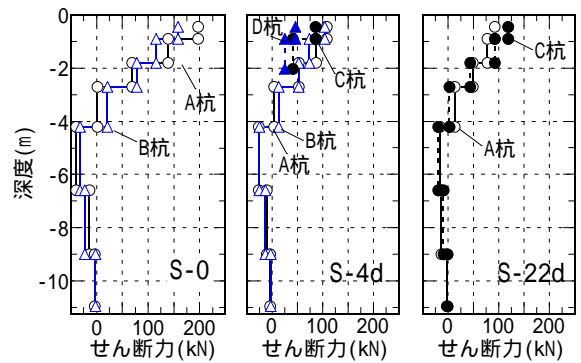 0
-2
-4
-6
-8
-10
深度(m)
A杭
B杭
S-0
0 100 200
せん断力(kN)
D杭
C杭
B杭
A杭
S-4d
0 100 200
せん断力(kN)
C杭
A杭
S-22d
0 100 200
せん断力(kN)